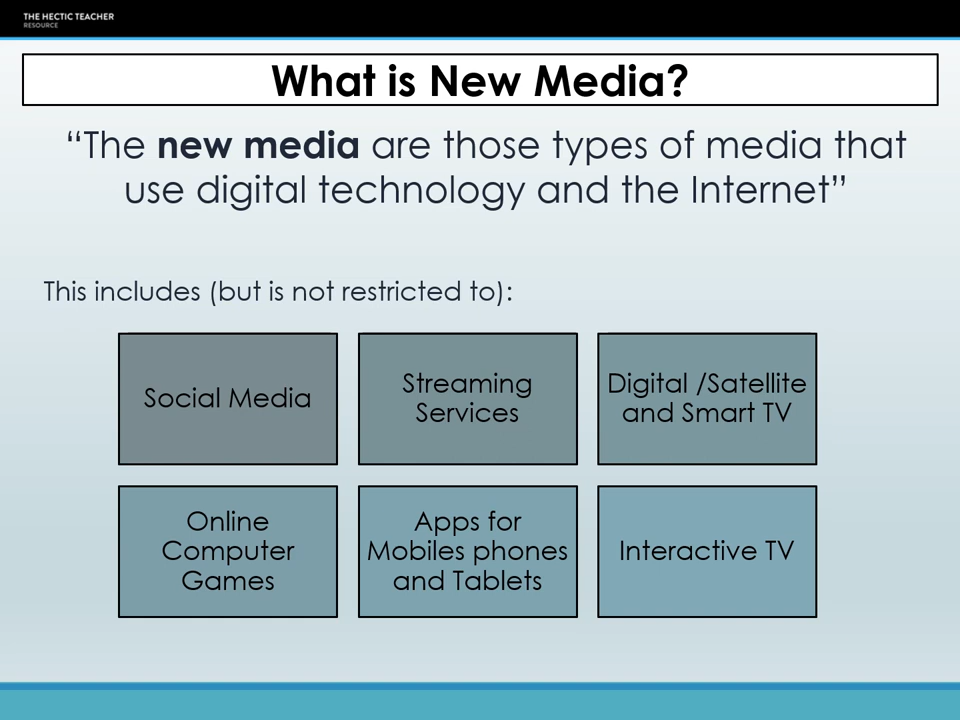 THE HECTIC TEACHER
RESOURCE
What is New Media?
“The new media are those types of media that
use digital technology and the Internet”
This includes (but is not restricted to):
Social Media
Streaming
Services
Digital /Satellite
and Smart TV
Online
Computer
Games
Apps for
Mobiles phones
and Tablets
Interactive TV